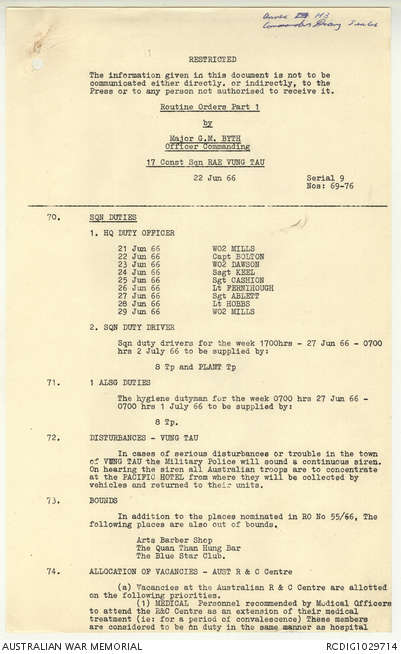 Annex
RESTRICTED
The information given in this document is not to be
communicated either directly, or indirectly, to the
Press or to any person not authorised to receive it.
Routine Orders Part 1
by
Major G.M. BYTH
Officer Commanding
17 Const Sqn RAE VUNG TAU
22 Jun 66 Serial 9
Nos: 69-76
70. SQN DUTIES
1. HQ DUTY OFFICER
21 Jun 66 WO2 MILLS
22 Jun 66 Capt BOLTON
23 Jun 66 WO2 DAWSON
24 Jun 66 Ssgt KEEL
25 Jun 66 Sgt CASHION
26 Jun 66 Lt FERNIHOUGH
27 Jun 66 Sgt ABLETT
28 Jun 66 Lt HOBBS
29 Jun 66 WO2 MILLS
2. SQN DUTY DRIVER
Sqn duty drivers for the week 1700hrs - 27 Jun 66 - 0700
hrs 2 July 66 to be supplied by:
8 Tp and PLANT Tp
71. 1 ALSG DUTIES
The hygiene dutyman for the week 0700 hrs 27 Jun 66 -
0700 hrs 1 July 66 to be supplied by:
8 Tp.
72. DISTURBANCES - VUNG TAU
In cases of serious disturbances or trouble in the town
of VUNG TAU the Military Police will sound a continuous siren.
On hearing the siren all Australian troops are to concentrate
at the PACIFIC HOTEL from where they will be collected by
vehicles and returned to their units.
73. BOUNDS
In addition to the places nominated in RO No 55/66, The
following places are also out of bounds.
Arts Barber Shop
The Quan Than Hung Bar
The Blue Star Club.
74. ALLOCATION OF VACANCIES - AUST R & C Centre
(a) Vacancies at the Australian R & C Centre are allotted
on the following priorities.
(1) MEDICAL Personnel recommended by Medical Officers
to attend the R&C Centre as an extension of their medical
treatment (ie: for a period of convalescence) These members
are considered to be on duty in the same manner as hospital
AUSTRALIAN WAR MEMORIAL RCDIG1029714